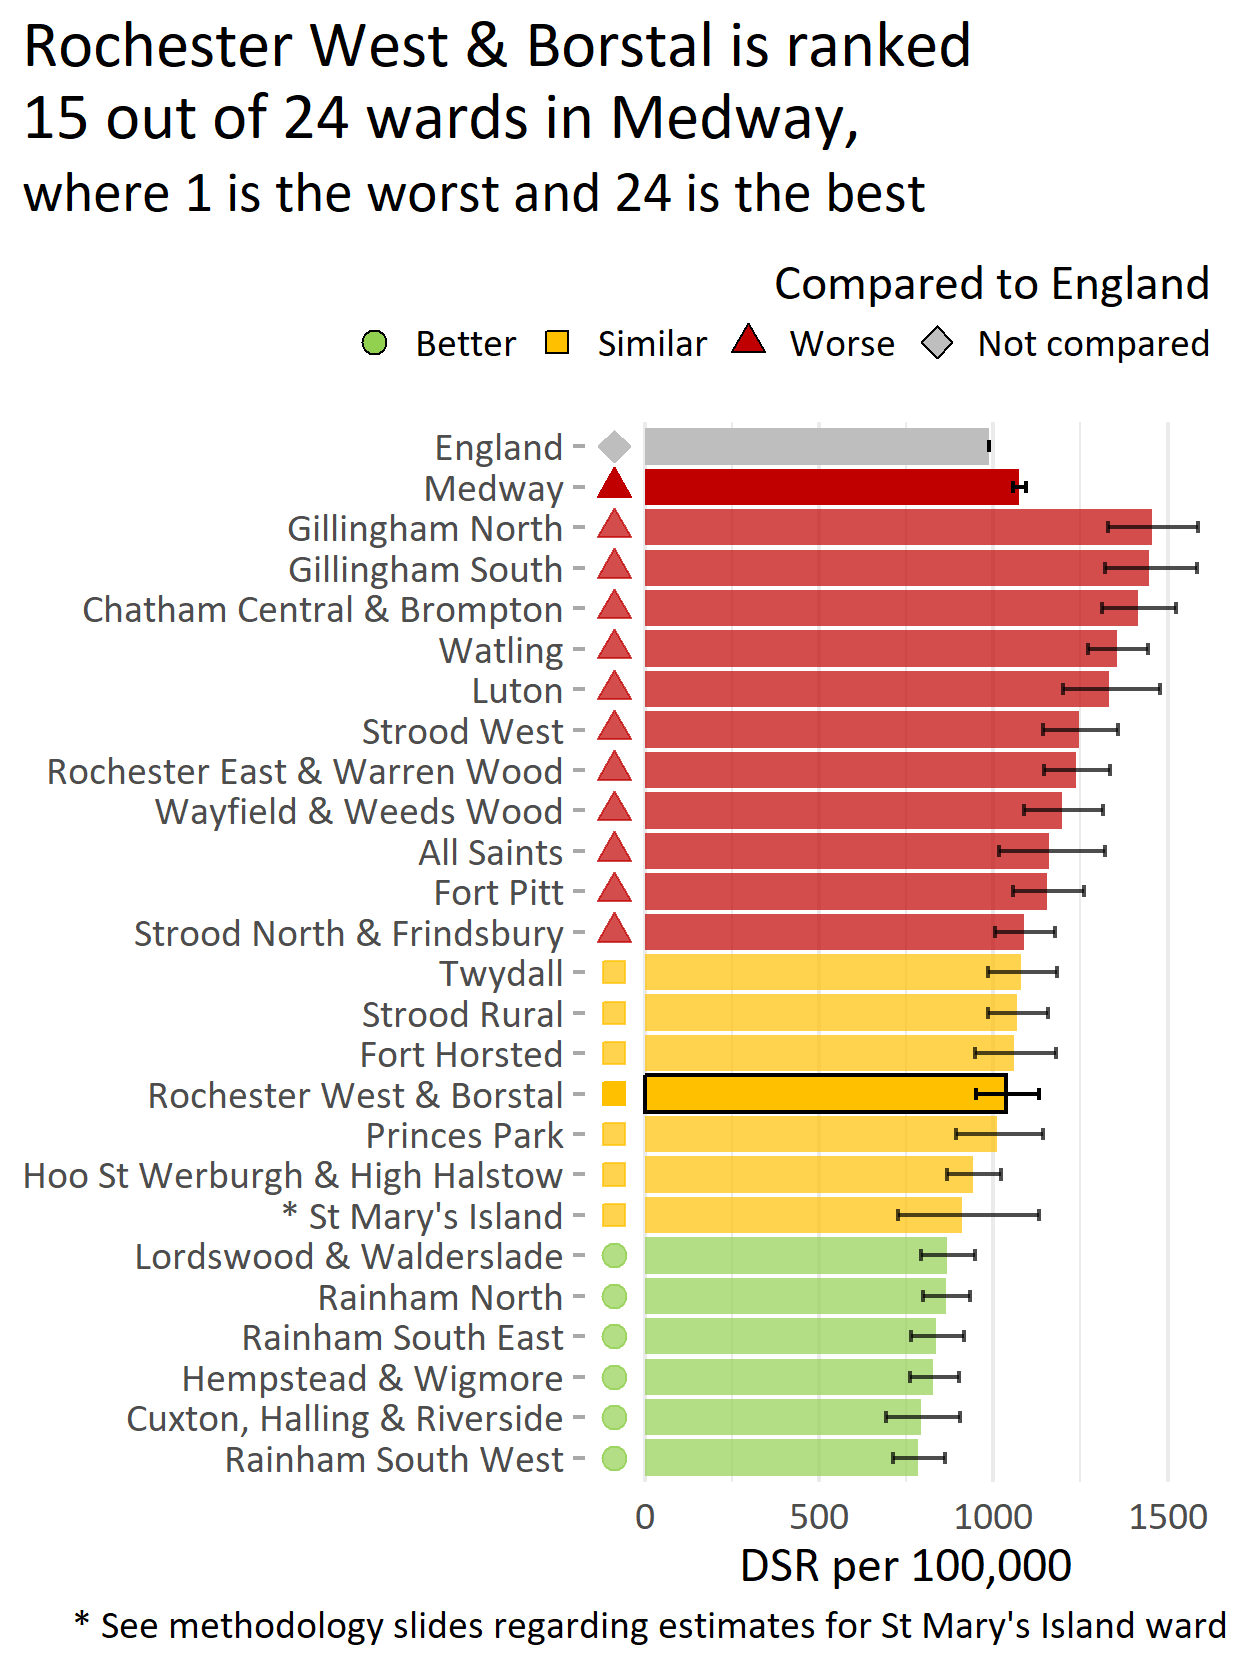 Rochester West & Borstal is ranked
15 out of 24 wards in Medway,
where 1 is the worst and 24 is the best
Compared to England
Better Similar Worse Not compared
England
Medway
Gillingham North
Gillingham South
Chatham Central & Brompton
Watling
Luton
Strood West
Rochester East & Warren Wood
Wayfield & Weeds Wood
All Saints
Fort Pitt
Strood North & Frindsbury
Twydall
Strood Rural
Fort Horsted
Rochester West & Borstal
Princes Park
Hoo St Werburgh & High Halstow
* St Mary's Island
Lordswood & Walderslade
Rainham North
Rainham South East
Hempstead & Wigmore
Cuxton, Halling & Riverside
Rainham South West
0 500 1000 1500
DSR per 100,000
* See methodology slides regarding estimates for St Mary's Island ward